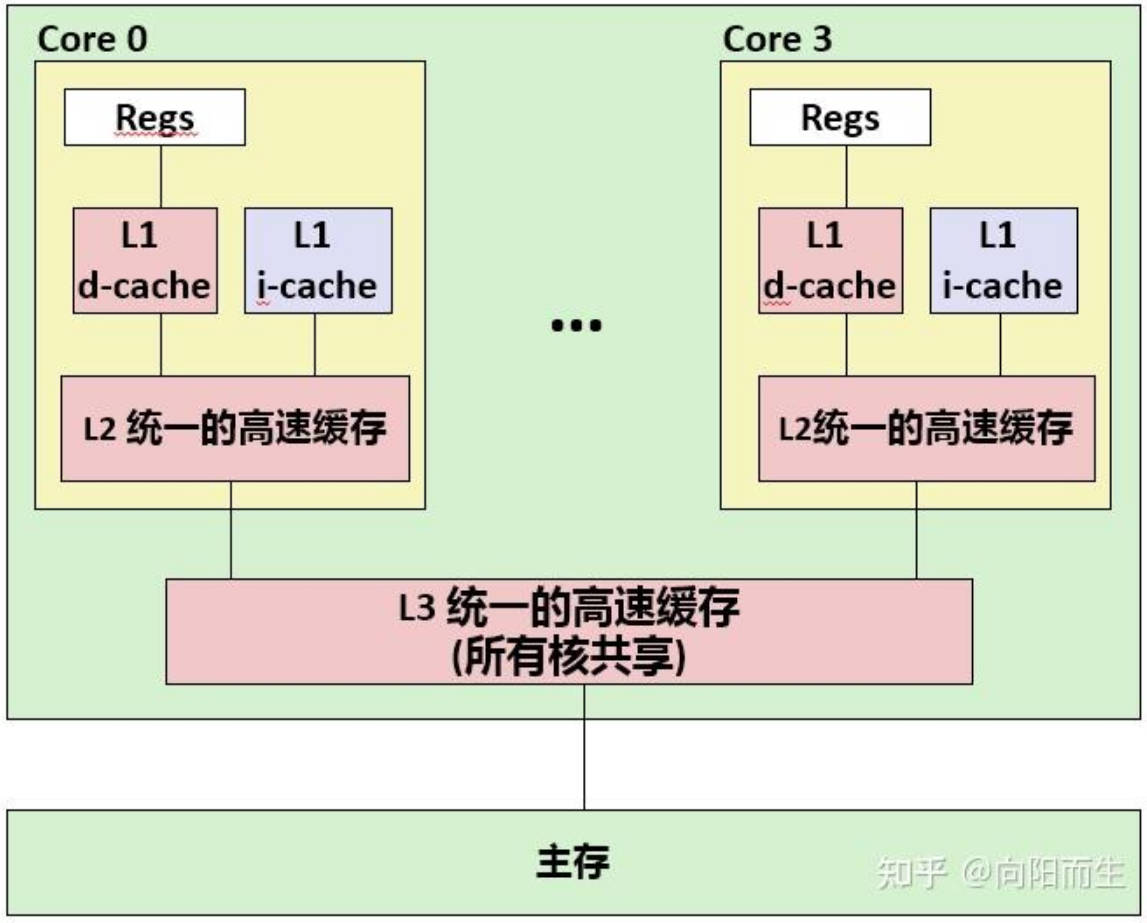 Core 0
Regs
L1
d-cache
L1
i-cache
L2 统一的高速缓存
...
Core 3
Regs
L1
d-cache
L1
i-cache
L2统一的高速缓存
L3 统一的高速缓存
(所有核共享)
主存
知乎 @向阳而生